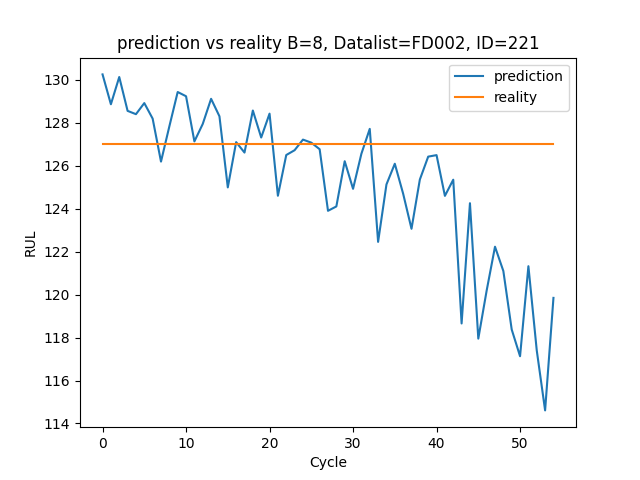 prediction vs reality B=8, Datalist=FD002, ID=221
prediction
reality
130
128
126
124
122
120
118
116
114
RUL
0 10 20 30 40 50
Cycle